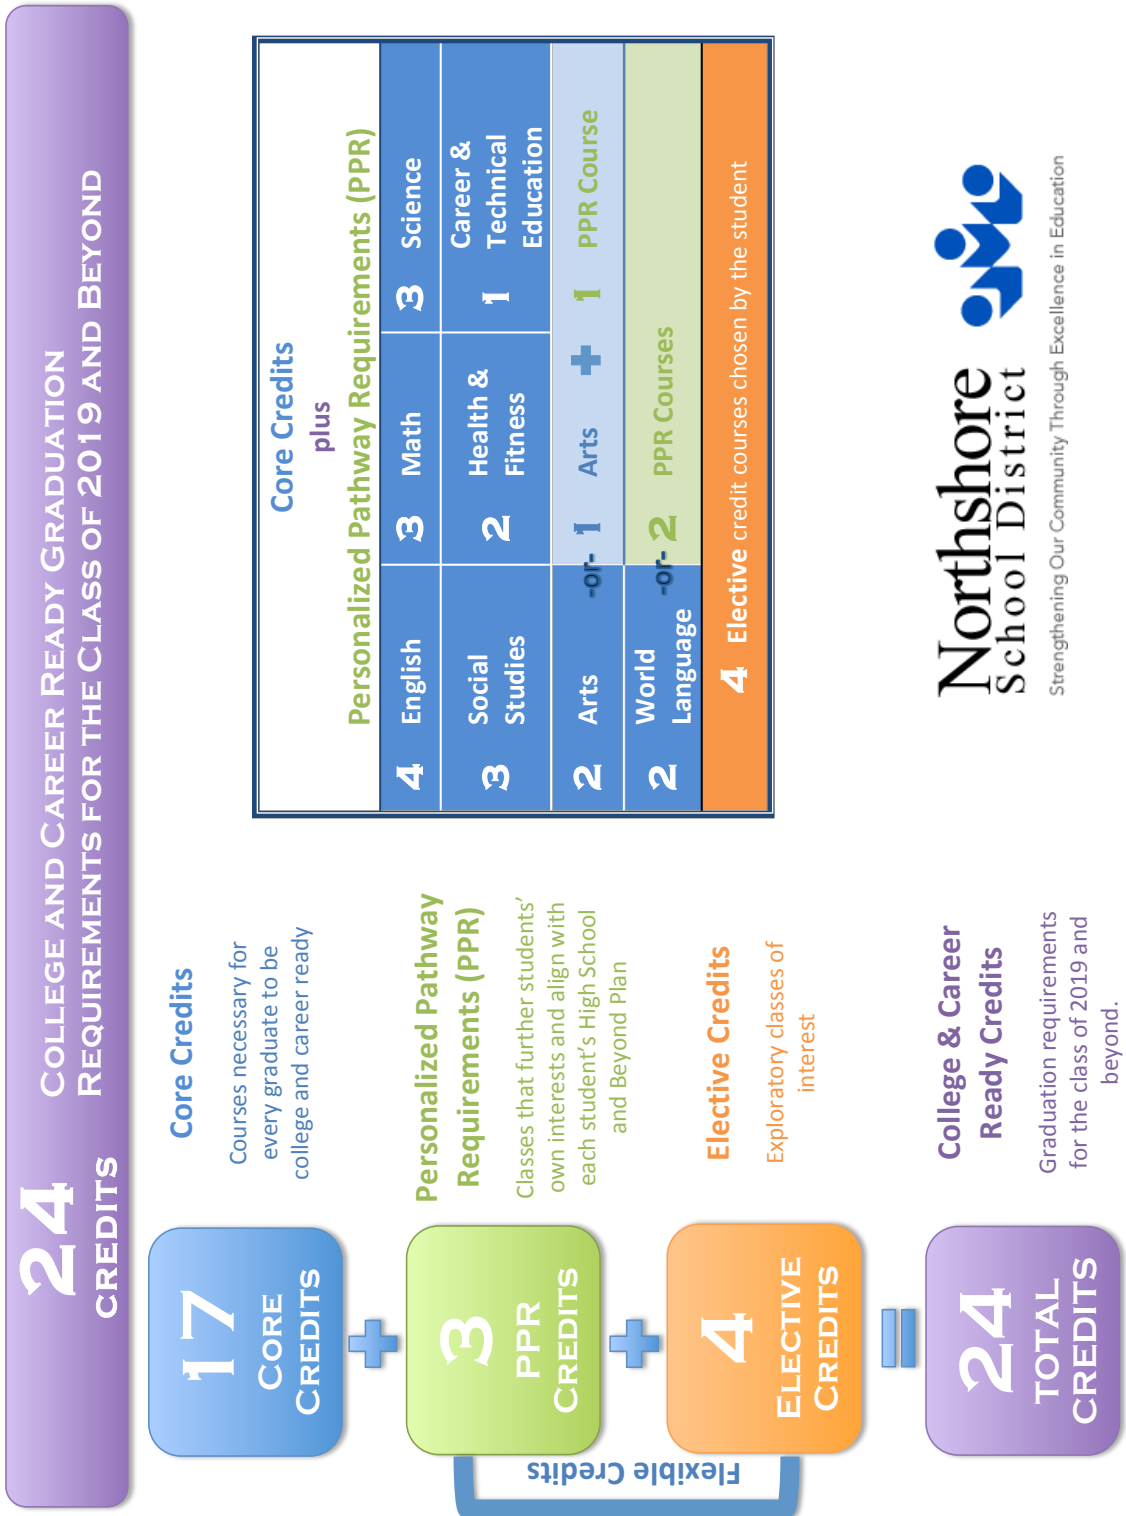 24
CREDITS
COLLEGE AND CAREER READY GRADUATION
REQUIREMENTS FOR THE CLASS OF 2019 AND BEYOND
17
CORE
CREDITS
Core Credits
Courses necessary for
every graduate to be
college and career ready
+
3
PPR
CREDITS
Personalized Pathway
Requirements (PPR)
Classes that further students'
own interests and align with
each student's High School
and Beyond Plan
+
4
ELECTIVE
CREDITS
Elective Credits
Exploratory classes of
interest
Flexible Credits
=
24
TOTAL
CREDITS
College & Career
Ready Credits
Graduation requirements
for the class of 2019 and
beyond.
Core Credits
plus
Personalized Pathway Requirements (PPR)
4 English
3 Math
3 Science
3 Social
Studies
2 Health &
Fitness
1 Career &
Technical
Education
2 Arts
-or- 1 Arts + 1 PPR Course
2 World
Language
-or- 2 PPR Courses
4 Elective credit courses chosen by the student
Northshore
School District
Strengthening Our Community Through Excellence in Education